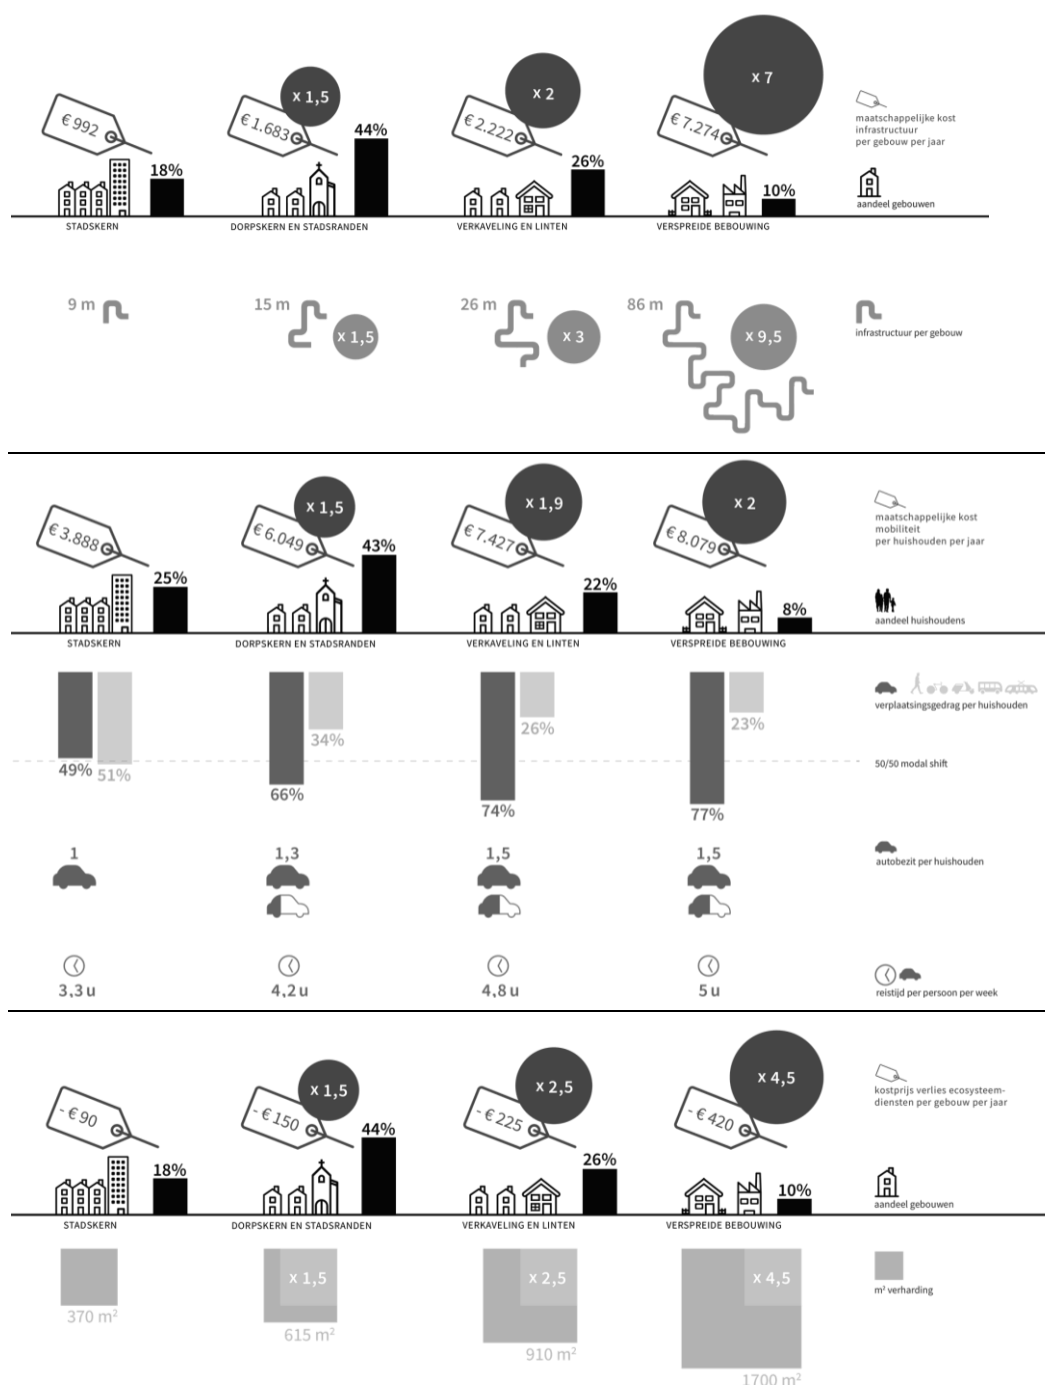 x 7
x 2
x 1,5
€ 992
€ 1.683
€ 2.222
€ 7.274
maatschappelijke kost
infrastructuur
per gebouw per jaar
18%
44%
26%
10%
aandeel gebouwen
STADSKERN
DORPSKERN EN STADSRANDEN
VERKAVELING EN LINTEN
VERSPREIDE BEBOUWING
9 m
15 m
26 m
86 m
x 1,5
x 3
x 9,5
infrastructuur per gebouw
x 1,5
x 1,9
x 2
€ 3.888
€ 6.049
€ 7.427
€ 8.079
maatschappelijke kost
mobiliteit
per huishouden per jaar
25%
43%
22%
8%
aandeel huishoudens
STADSKERN
DORPSKERN EN STADSRANDEN
VERKAVELING EN LINTEN
VERSPREIDE BEBOUWING
verplaatsingsgedrag per huishouden
49%
51%
66%
34%
74%
26%
77%
23%
50/50 modal shift
1
1,3
1,5
1,5
autobezit per huishouden
3,3 u
4,2 u
4,8 u
5 u
reistijd per persoon per week
x 1,5
x 2,5
x 4,5
- € 90
- € 150
- € 225
- € 420
kostprijs verlies ecosysteem-
diensten per gebouw per jaar
18%
44%
26%
10%
aandeel gebouwen
STADSKERN
DORPSKERN EN STADSRANDEN
VERKAVELING EN LINTEN
VERSPREIDE BEBOUWING
x 1,5
x 2,5
x 4,5
m² verharding
370 m²
615 m²
910 m²
1700 m²